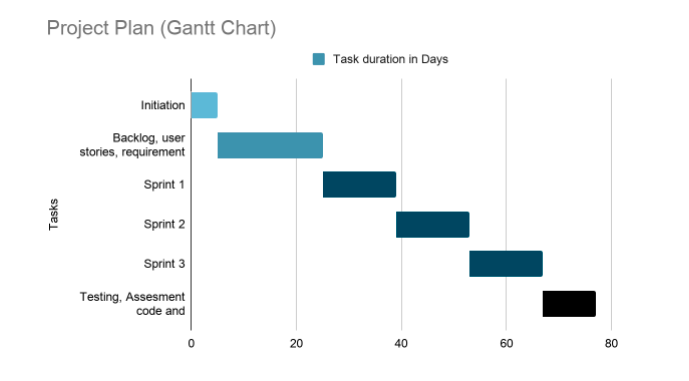 Project Plan (Gantt Chart)
Task duration in Days
Initiation
Backlog, user
stories, requirement
Sprint 1
Sprint 2
Sprint 3
Testing, Assesment
code and
Tasks
0 20 40 60 80